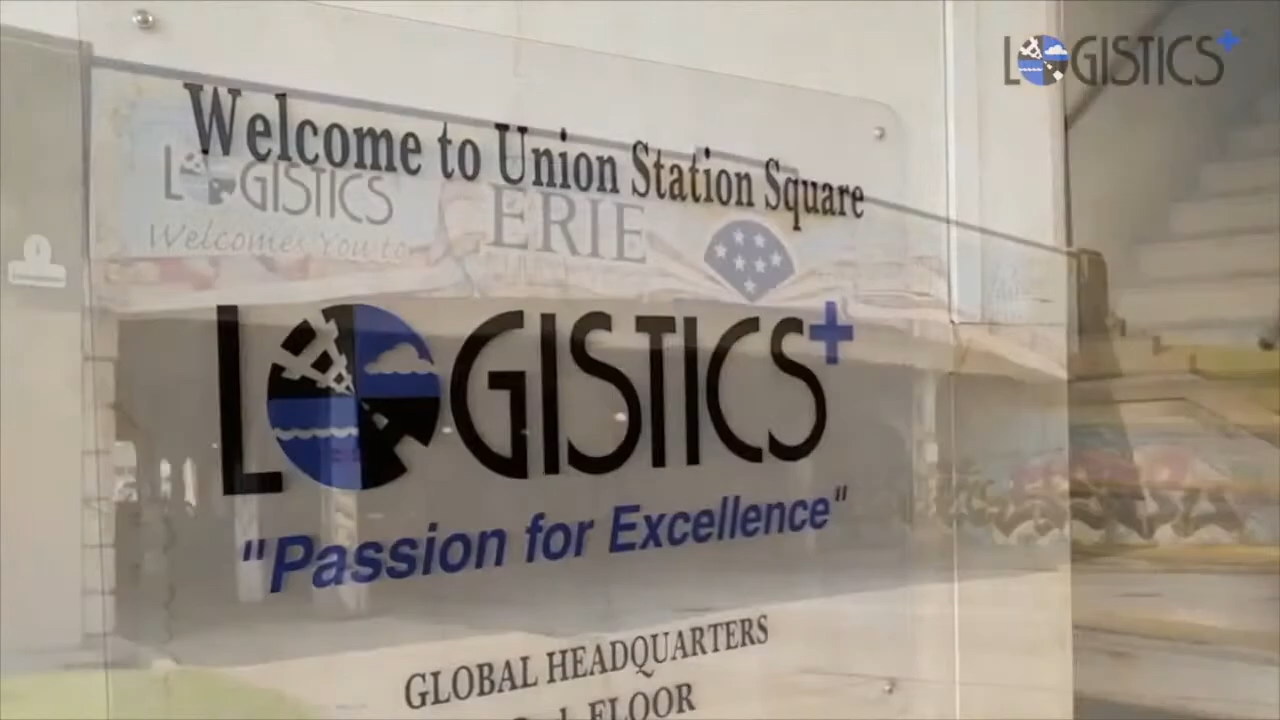 LOGISTICS+
Welcome to Union Station Square
LOGISTICS
Welcomes You to
ERIE
LOGISTICS+
"Passion for Excellence"
GLOBAL HEADQUARTERS
FLOOR